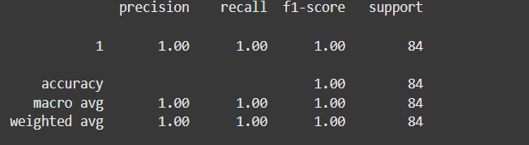 precision recall f1-score support
1 1.00 1.00 1.00 84
accuracy 1.00 84
macro avg 1.00 1.00 1.00 84
weighted avg 1.00 1.00 1.00 84